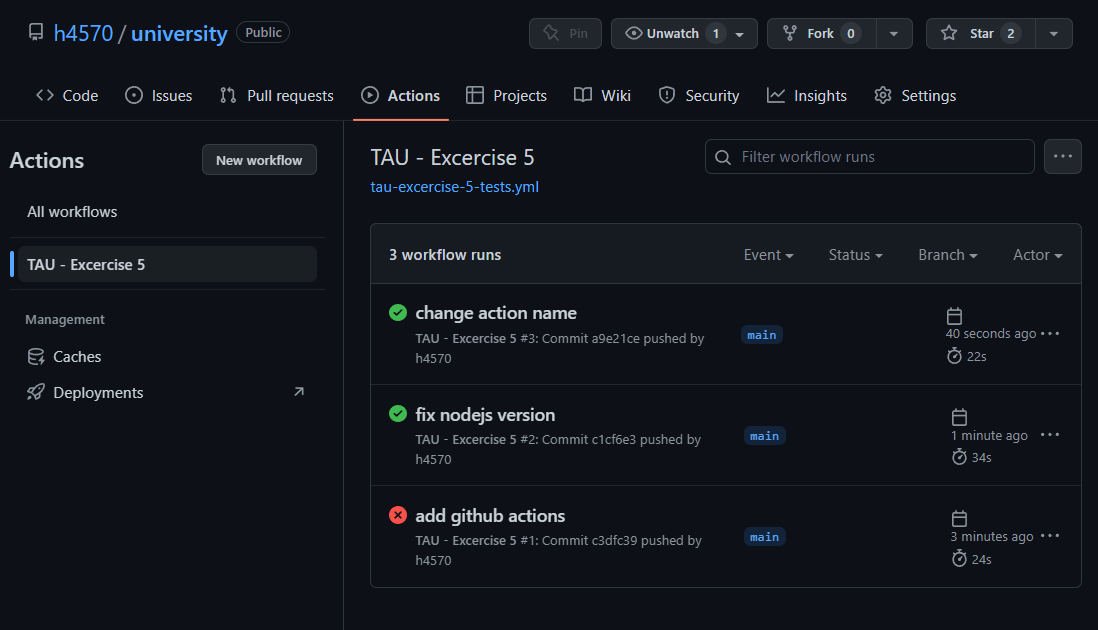 h4570 / university Public
Pin
Unwatch 1
Fork 0
Star 2
Code
Issues
Pull requests
Actions
Projects
Wiki
Security
Insights
Settings
Actions
New workflow
All workflows
TAU - Excercise 5
Management
Caches
Deployments
TAU - Excercise 5
tau-excercise-5-tests.yml
Filter workflow runs
3 workflow runs
Event
Status
Branch
Actor
change action name
TAU - Excercise 5 #3: Commit a9e21ce pushed by
h4570
main
40 seconds ago
22s
fix nodejs version
TAU - Excercise 5 #2: Commit c1cf6e3 pushed by
h4570
main
1 minute ago
34s
add github actions
TAU - Excercise 5 #1: Commit c3dfc39 pushed by
h4570
main
3 minutes ago
24s